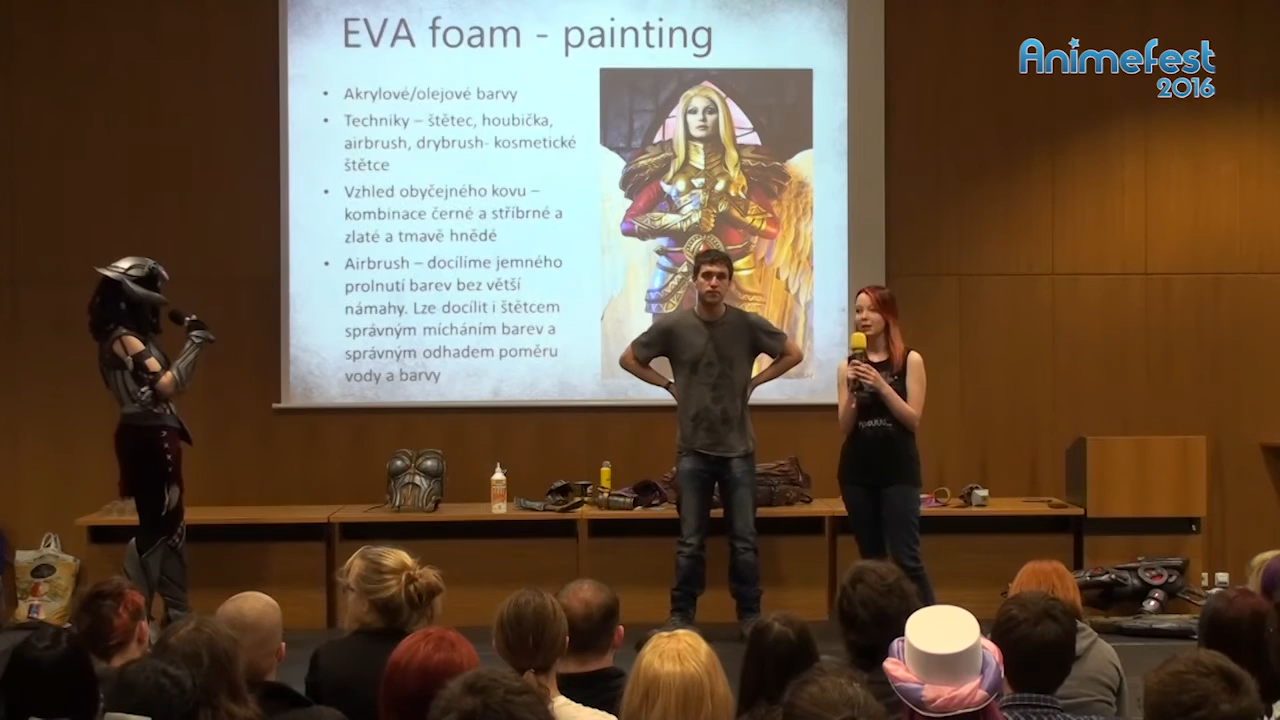 EVA foam - painting
AnimeFest
2016
• Akrylové/olejové barvy
• Techniky – štětec, houbička,
airbrush, drybrush- kosmetické
štětce
• Vzhled obyčejného kovu –
kombinace černé a stříbrné a
zlaté a tmavě hnědé
• Airbrush – docílíme jemného
prolnutí barev bez větší
námahy. Lze docílit i štětcem
správným mícháním barev a
správným odhadem poměru
vody a barvy